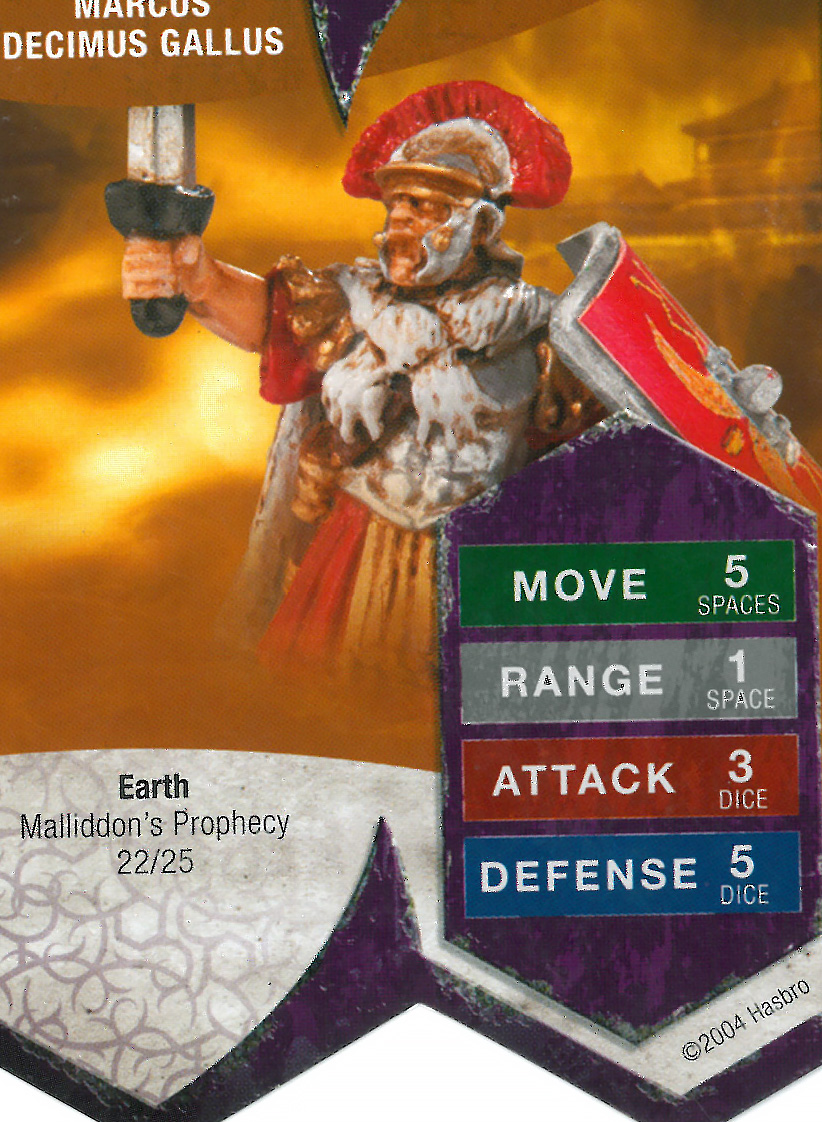 MARCUS
DECIMUS GALLUS
MOVE 5
SPACES
RANGE 1
SPACE
ATTACK 3
DICE
DEFENSE 5
DICE
Earth
Malliddon's Prophecy
22/25
©2004 Hasbro